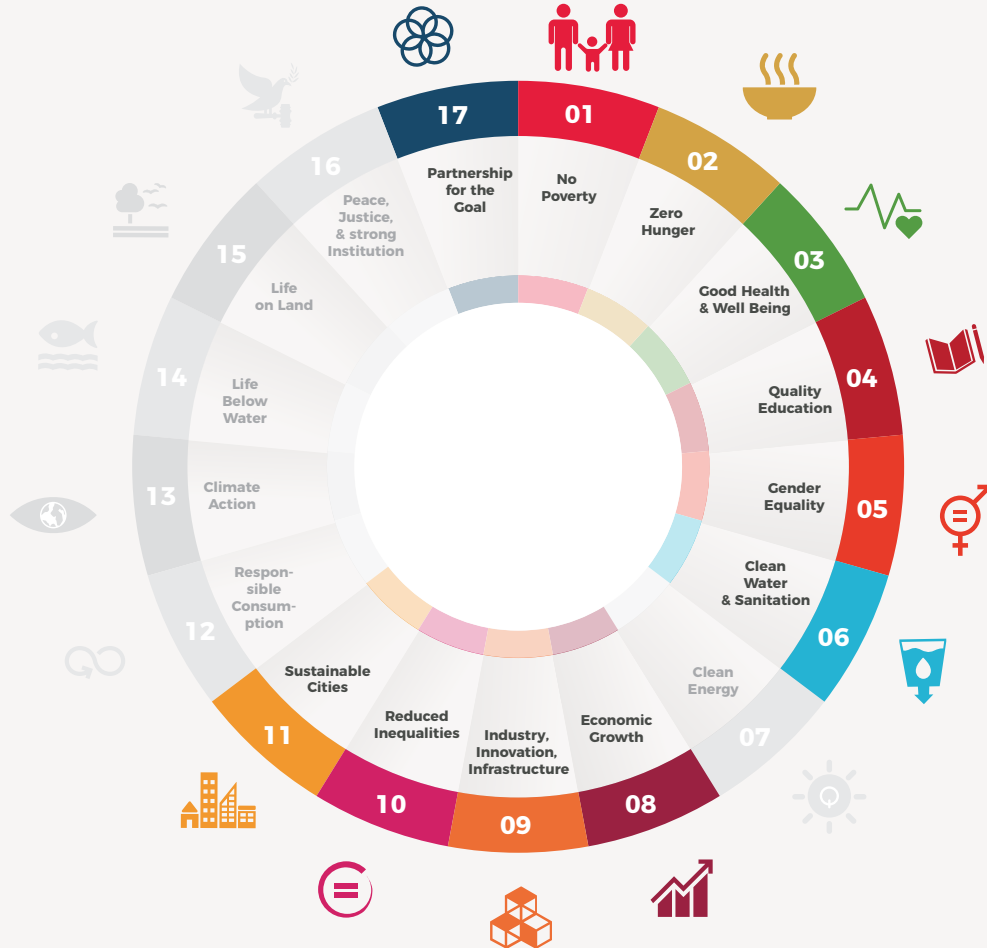 01
No
Poverty
02
Zero
Hunger
03
Good Health
& Well Being
04
Quality
Education
05
Gender
Equality
06
Clean
Water
& Sanitation
07
Clean
Energy
08
Economic
Growth
09
Industry,
Innovation,
Infrastructure
10
Reduced
Inequalities
11
Sustainable
Cities
12
Respon-
sible
Consum-
ption
13
Climate
Action
14
Life
Below
Water
15
Life
on Land
16
Peace,
Justice,
& strong
Institution
17
Partnership
for the
Goal